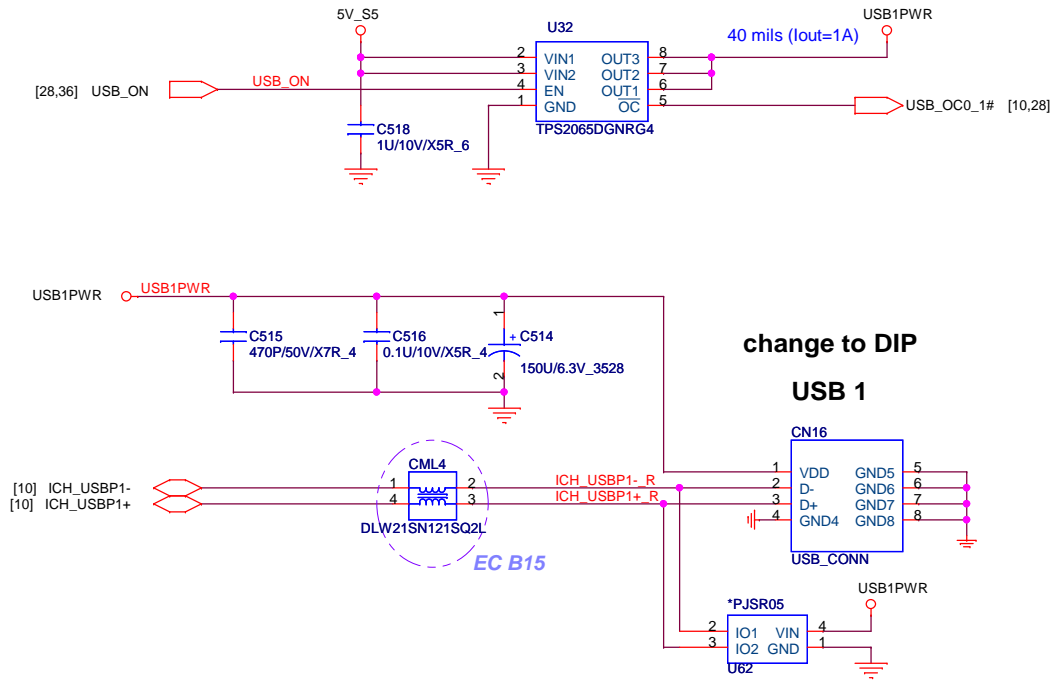 5V_S5
U32
USB1PWR
40 mils (Iout=1A)
2 VIN1 OUT3 8
3 VIN2 OUT2 7
4 EN OUT1 6
1 GND OC 5
TPS2065DGNRG4
[28,36] USB_ON
USB_ON
USB_OC0_1# [10,28]
C518
1U/10V/X5R_6
USB1PWR
USB1PWR
C515
470P/50V/X7R_4
C516
0.1U/10V/X5R_4
1
+ C514
150U/6.3V_3528
2
change to DIP
USB 1
CN16
1 VDD GND5 5
2 D- GND6 6
3 D+ GND7 7
4 GND4 GND8 8
USB_CONN
CML4
[10] ICH_USBP1-
[10] ICH_USBP1+
1 2
4 3
DLW21SN121SQ2L
EC B15
ICH_USBP1-_R
ICH_USBP1+_R
USB1PWR
*PJSR05
2 IO1 VIN 4
3 IO2 GND 1
U62